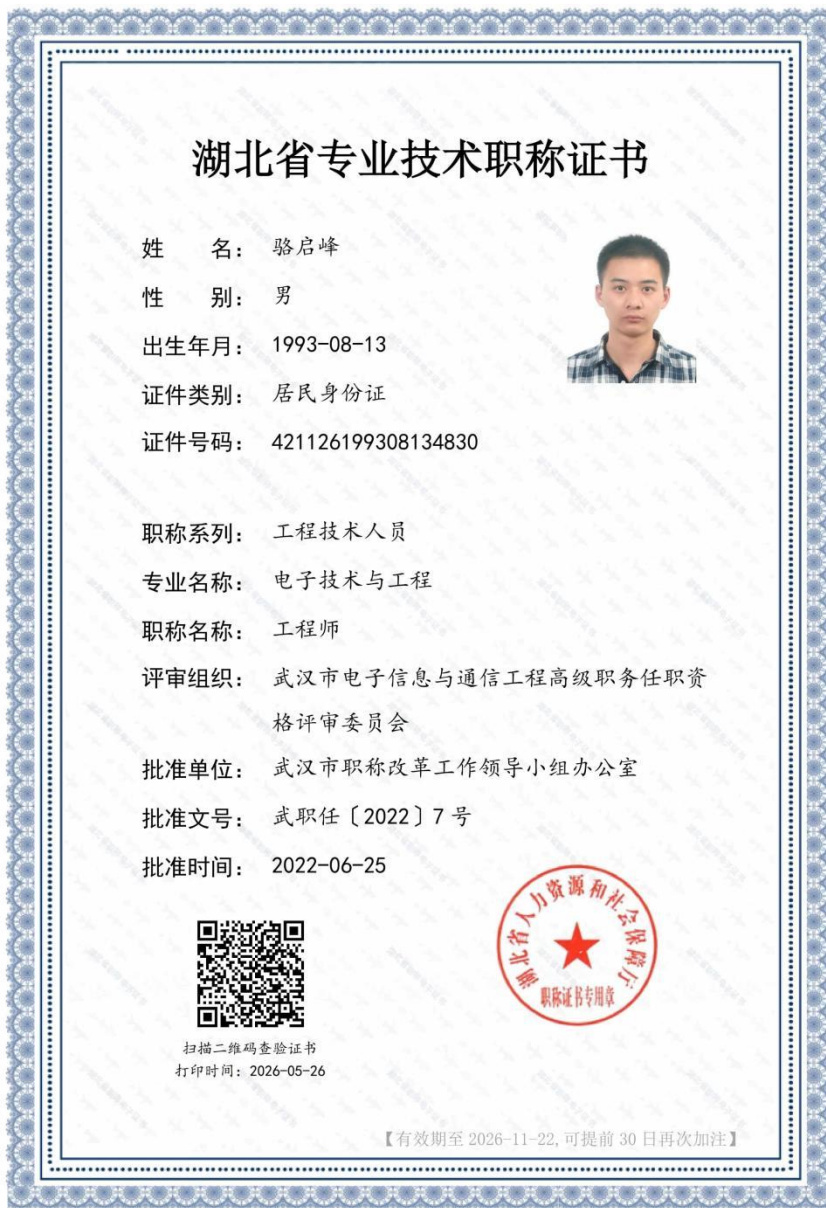 湖北省专业技术职称证书
姓　　名： 骆启峰
性　　别： 男
出生年月： 1993-08-13
证件类别： 居民身份证
证件号码： 421126199308134830
职称系列： 工程技术人员
专业名称： 电子技术与工程
职称名称： 工程师
评审组织： 武汉市电子信息与通信工程高级职务任职资
格评审委员会
批准单位： 武汉市职称改革工作领导小组办公室
批准文号： 武职任〔2022〕7 号
批准时间： 2022-06-25
湖北省人力资源和社会保障厅
职称证书专用章
扫描二维码查验证书
打印时间：2026-05-26
【有效期至 2026-11-22,可提前 30 日再次加注】